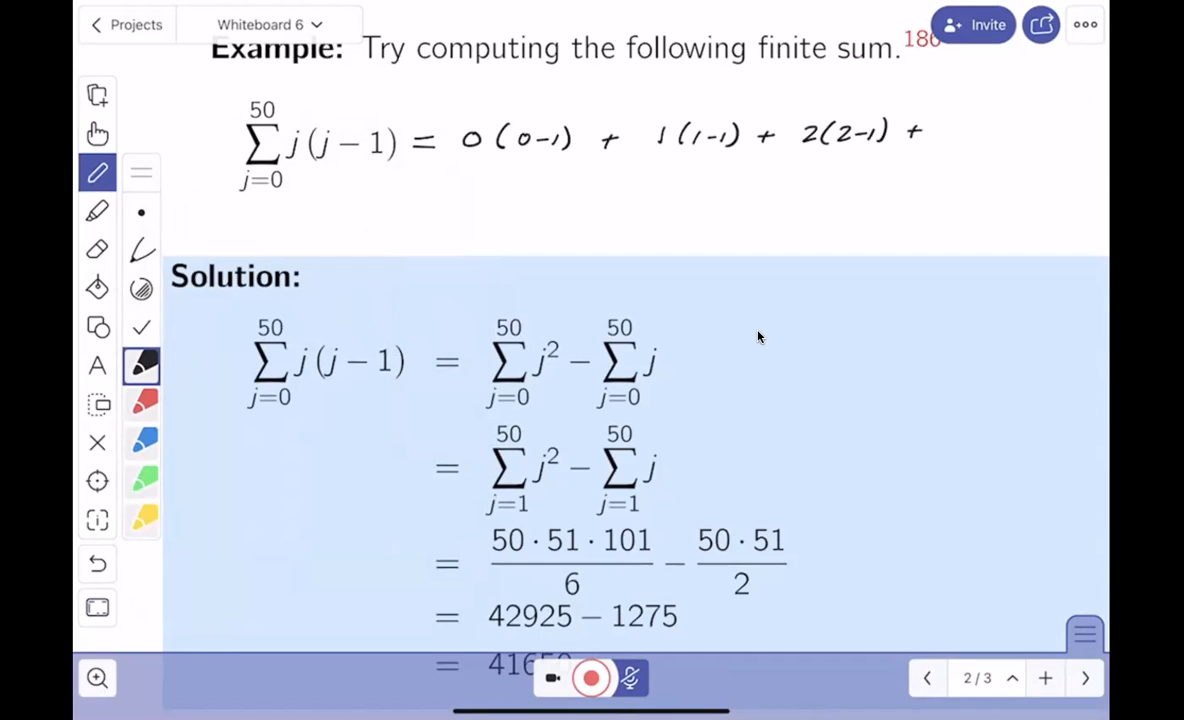 Projects
Whiteboard 6
Invite
Example: Try computing the following finite sum.186
50
∑ j(j − 1) = 0(0-1) + 1(1-1) + 2(2-1) +
j=0
Solution:
50 50 50
∑ j(j − 1) = ∑ j² − ∑ j
j=0 j=0 j=0
50 50
= ∑ j² − ∑ j
j=1 j=1
= 50 · 51 · 101 / 6 − 50 · 51 / 2
= 42925 − 1275
= 416
2/3